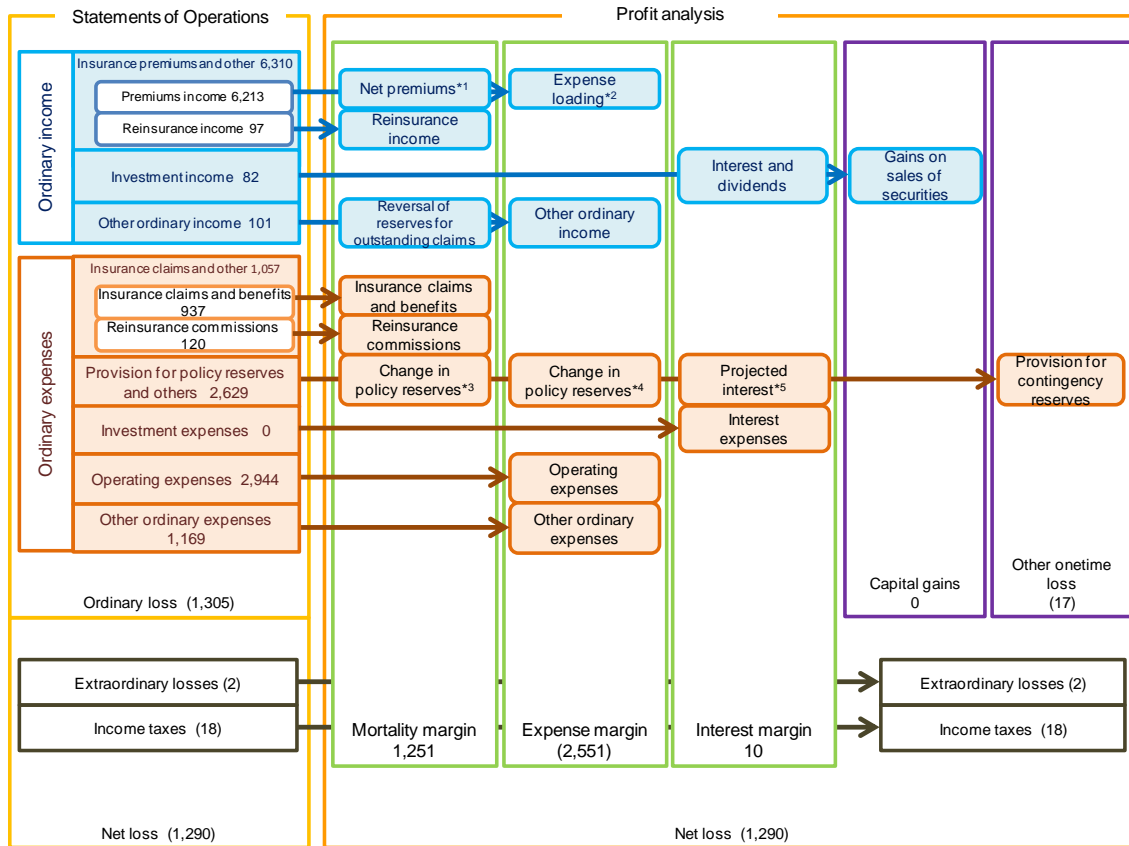 Statements of Operations
Profit analysis
Ordinary income
Insurance premiums and other 6,310
Premiums income 6,213
Reinsurance income 97
Investment income 82
Other ordinary income 101
Net premiums*1
Expense
loading*2
Reinsurance
income
Interest and
dividends
Gains on
sales of
securities
Reversal of
reserves for
outstanding claims
Other ordinary
income
Ordinary expenses
Insurance claims and other 1,057
Insurance claims and benefits
937
Reinsurance commissions
120
Provision for policy reserves
and others 2,629
Investment expenses 0
Operating expenses 2,944
Other ordinary expenses
1,169
Insurance claims
and benefits
Reinsurance
commissions
Change in
policy reserves*3
Change in
policy reserves*4
Projected
interest*5
Provision for
contingency
reserves
Interest
expenses
Operating
expenses
Other ordinary
expenses
Ordinary loss (1,305)
Capital gains
0
Other onetime
loss
(17)
Extraordinary losses (2)
Income taxes (18)
Mortality margin
1,251
Expense margin
(2,551)
Interest margin
10
Extraordinary losses (2)
Income taxes (18)
Net loss (1,290)
Net loss (1,290)